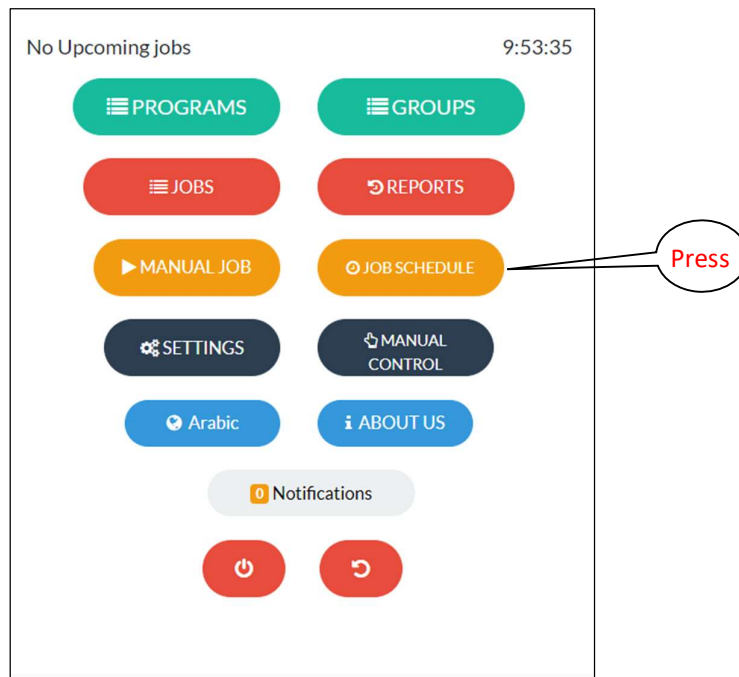 No Upcoming jobs 9:53:35
PROGRAMS GROUPS
JOBS REPORTS
MANUAL JOB JOB SCHEDULE
Press
SETTINGS MANUAL
CONTROL
Arabic ABOUT US
0 Notifications